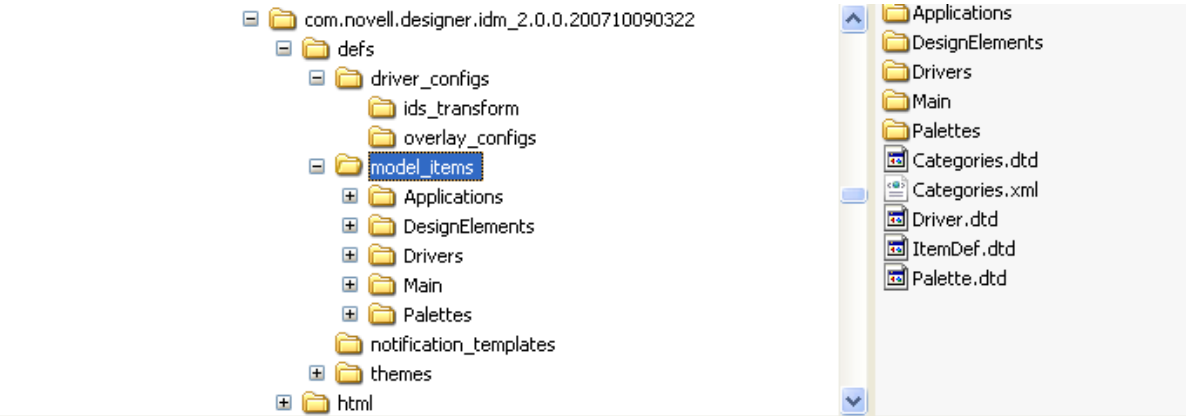 com.novell.designer.idm_2.0.0.200710090322
defs
driver_configs
ids_transform
overlay_configs
model_items
Applications
DesignElements
Drivers
Main
Palettes
notification_templates
themes
html
Applications
DesignElements
Drivers
Main
Palettes
Categories.dtd
Categories.xml
Driver.dtd
ItemDef.dtd
Palette.dtd